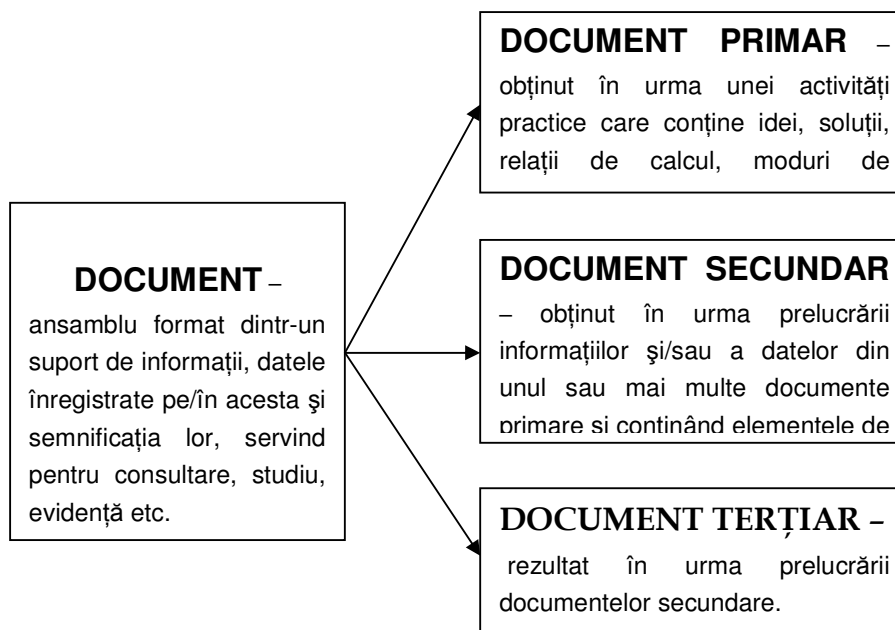 DOCUMENT –
ansamblu format dintr-un
suport de informații, datele
înregistrate pe/în acesta şi
semnificația lor, servind
pentru consultare, studiu,
evidență etc.
DOCUMENT PRIMAR –
obținut în urma unei activități
practice care conține idei, soluții,
relații de calcul, moduri de
DOCUMENT SECUNDAR
– obținut în urma prelucrării
informațiilor şi/sau a datelor din
unul sau mai multe documente
primare şi conținând elementele de
DOCUMENT TERȚIAR –
rezultat în urma prelucrării
documentelor secundare.